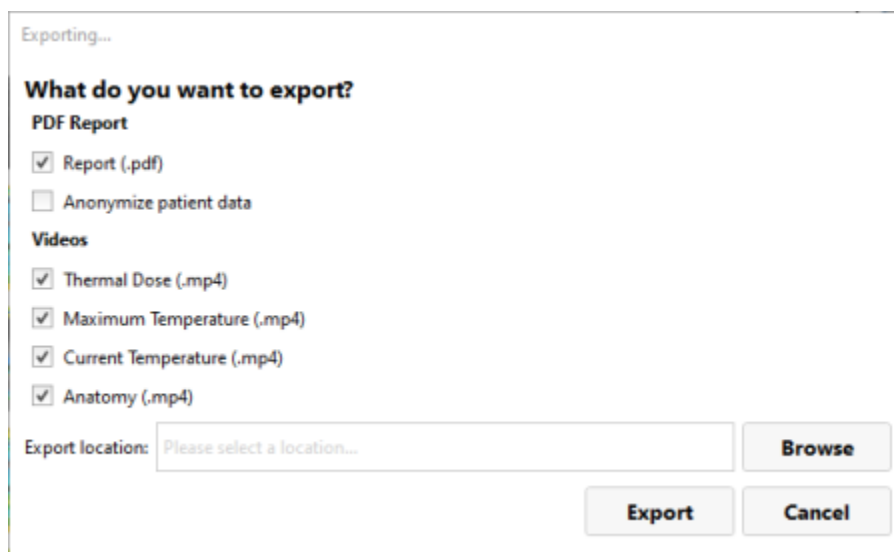 Exporting...
What do you want to export?
PDF Report
Report (.pdf)
Anonymize patient data
Videos
Thermal Dose (.mp4)
Maximum Temperature (.mp4)
Current Temperature (.mp4)
Anatomy (.mp4)
Export location: Please select a location... Browse
Export Cancel